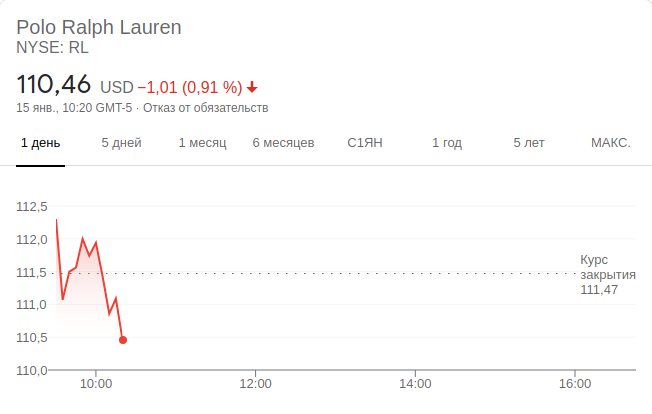 Polo Ralph Lauren
NYSE: RL
110,46 USD −1,01 (0,91 %)
15 янв., 10:20 GMT-5 · Отказ от обязательств
1 день 5 дней 1 месяц 6 месяцев С1ЯН 1 год 5 лет МАКС.
112,5
112,0
111,5
111,0
110,5
110,0
Курс
закрытия
111,47
10:00 12:00 14:00 16:00